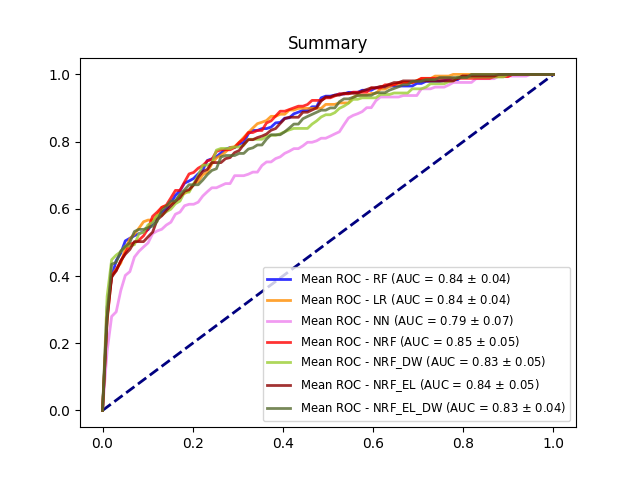 Summary
1.0
0.8
0.6
0.4
0.2
0.0
Mean ROC - RF (AUC = 0.84 ± 0.04)
Mean ROC - LR (AUC = 0.84 ± 0.04)
Mean ROC - NN (AUC = 0.79 ± 0.07)
Mean ROC - NRF (AUC = 0.85 ± 0.05)
Mean ROC - NRF_DW (AUC = 0.83 ± 0.05)
Mean ROC - NRF_EL (AUC = 0.84 ± 0.05)
Mean ROC - NRF_EL_DW (AUC = 0.83 ± 0.04)
0.0 0.2 0.4 0.6 0.8 1.0